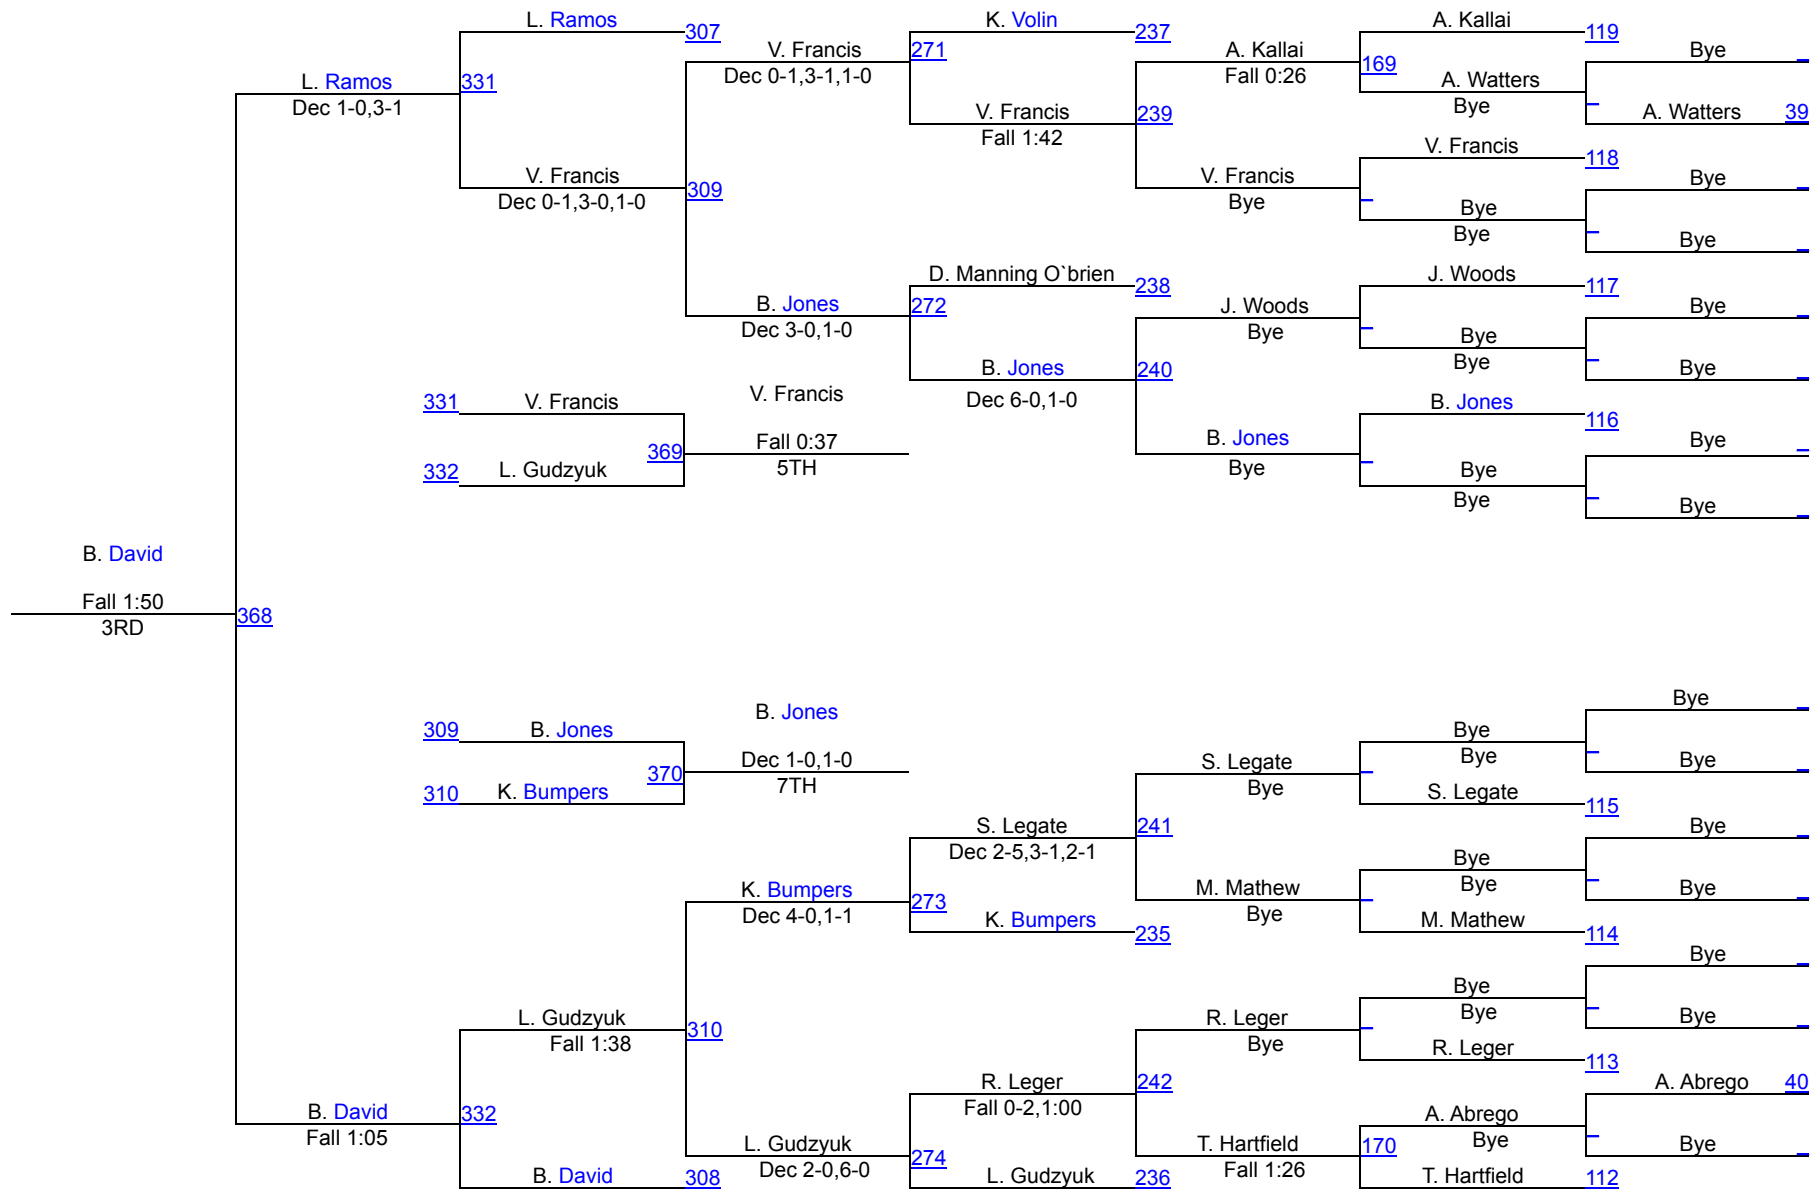 L. Ramos
307
L. Ramos
Dec 1-0,3-1
331
V. Francis
Dec 0-1,3-0,1-0
309
V. Francis
Dec 0-1,3-1,1-0
271
K. Volin
237
V. Francis
Fall 1:42
239
A. Kallai
Fall 0:26
169
A. Kallai
119
A. Watters
Bye
Bye
A. Watters
39
V. Francis
Bye
V. Francis
118
Bye
Bye
Bye
Bye
B. Jones
Dec 3-0,1-0
272
D. Manning O`brien
238
B. Jones
Dec 6-0,1-0
240
J. Woods
Bye
J. Woods
117
Bye
Bye
Bye
Bye
B. Jones
Bye
B. Jones
116
Bye
Bye
Bye
Bye
331
V. Francis
332
L. Gudzyuk
369
V. Francis
Fall 0:37
5TH
B. David
Fall 1:50
3RD
368
309
B. Jones
310
K. Bumpers
370
B. Jones
Dec 1-0,1-0
7TH
S. Legate
Dec 2-5,3-1,2-1
241
S. Legate
Bye
Bye
Bye
Bye
Bye
S. Legate
115
K. Bumpers
Dec 4-0,1-1
273
K. Bumpers
235
M. Mathew
Bye
Bye
Bye
Bye
Bye
M. Mathew
114
L. Gudzyuk
Fall 1:38
310
R. Leger
Bye
Bye
Bye
Bye
Bye
R. Leger
113
R. Leger
Fall 0-2,1:00
242
A. Abrego
40
B. David
Fall 1:05
332
L. Gudzyuk
Dec 2-0,6-0
274
T. Hartfield
Fall 1:26
170
A. Abrego
Bye
Bye
B. David
308
L. Gudzyuk
236
T. Hartfield
112